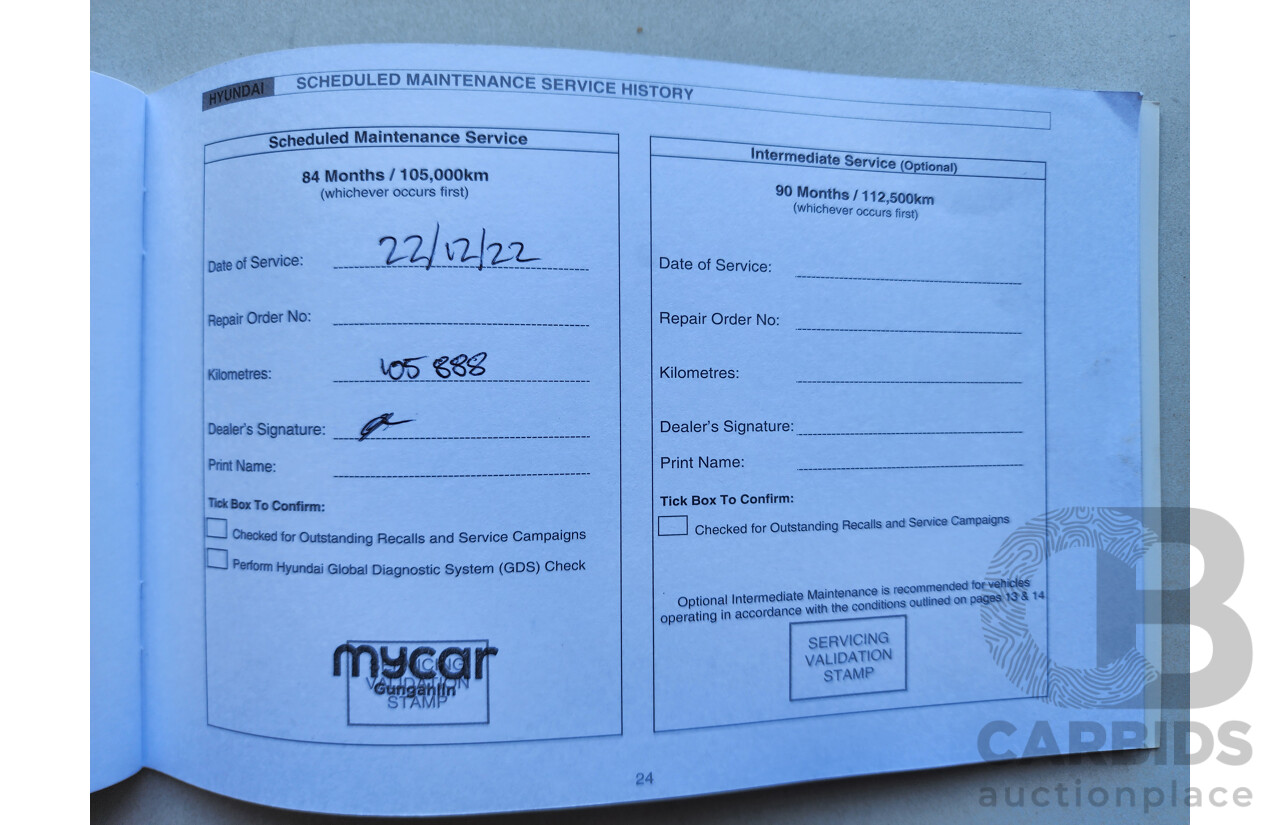 HYUNDAI SCHEDULED MAINTENANCE SERVICE HISTORY
Scheduled Maintenance Service
84 Months / 105,000km
(whichever occurs first)
Date of Service: 22/12/22
Repair Order No:
Kilometres: 105 888
Dealer's Signature:
Print Name:
Tick Box To Confirm:
Checked for Outstanding Recalls and Service Campaigns
Perform Hyundai Global Diagnostic System (GDS) Check
mycar
Gungahlin
SERVICING
VALIDATION
STAMP
Intermediate Service (Optional)
90 Months / 112,500km
(whichever occurs first)
Date of Service:
Repair Order No:
Kilometres:
Dealer's Signature:
Print Name:
Tick Box To Confirm:
Checked for Outstanding Recalls and Service Campaigns
Optional Intermediate Maintenance is recommended for vehicles
operating in accordance with the conditions outlined on pages 13 & 14
SERVICING
VALIDATION
STAMP
24
CB
CARBIDS
auctionplace